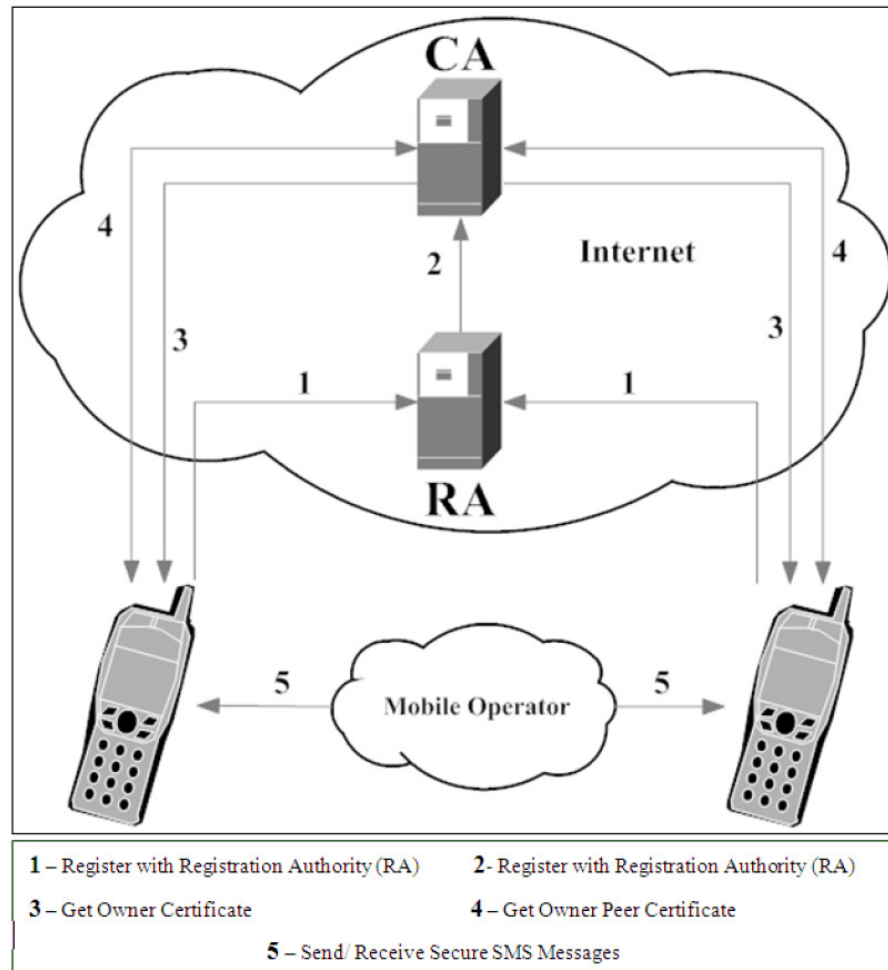 CA
4
2
Internet
4
3
3
1
1
RA
5
5
Mobile Operator
1 – Register with Registration Authority (RA)
2- Register with Registration Authority (RA)
3 – Get Owner Certificate
4 – Get Owner Peer Certificate
5 – Send/ Receive Secure SMS Messages